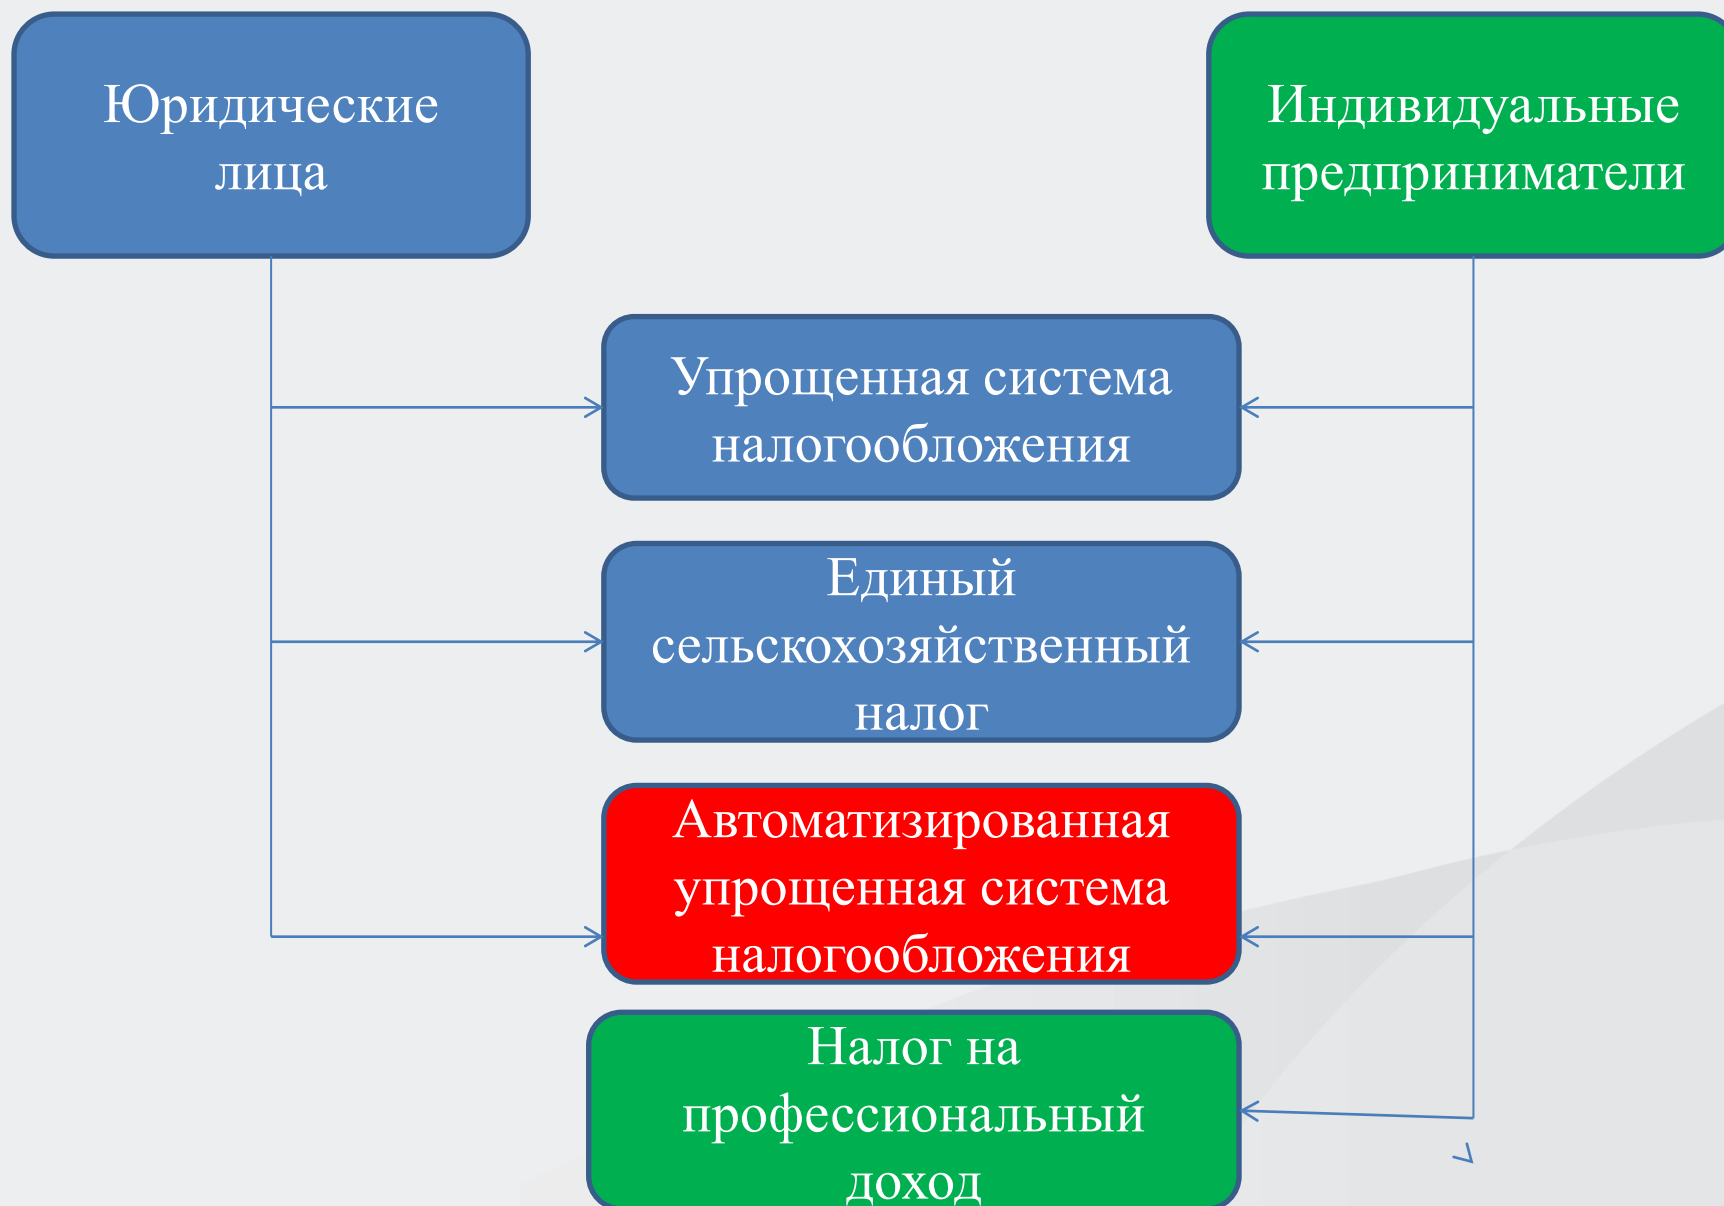 Юридические
лица
Индивидуальные
предприниматели
Упрощенная система
налогообложения
Единый
сельскохозяйственный
налог
Автоматизированная
упрощенная система
налогообложения
Налог на
профессиональный
доход